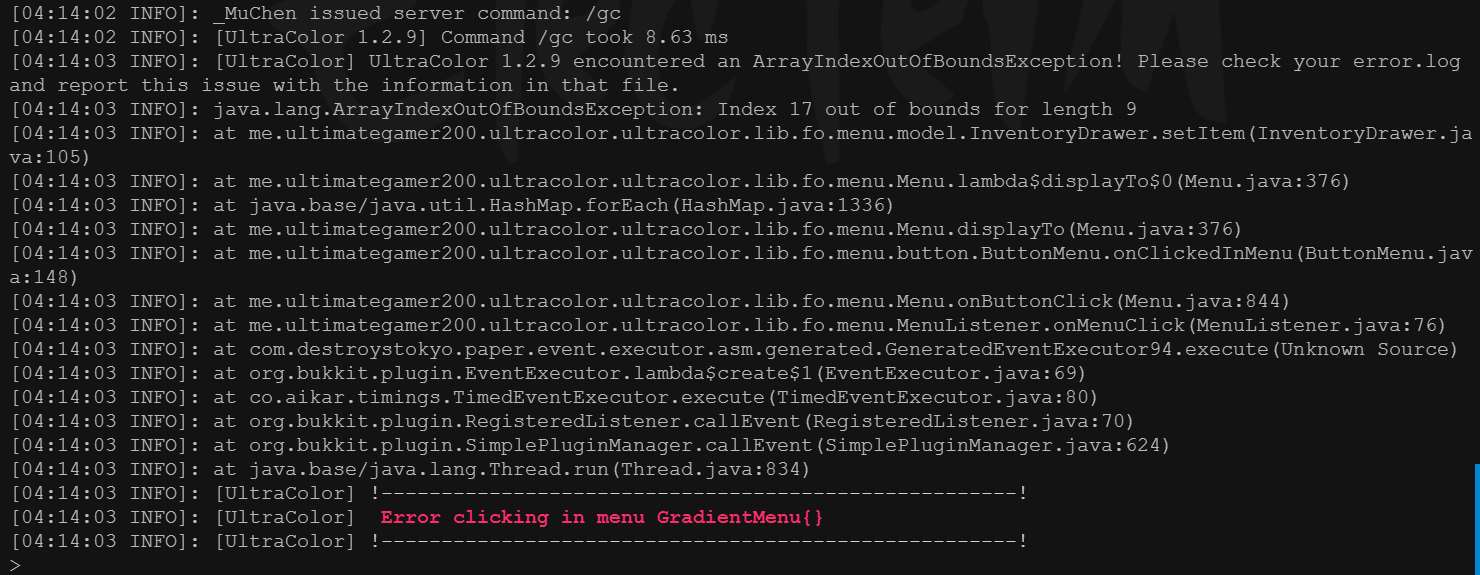 [04:14:02 INFO]: _MuChen issued server command: /gc
[04:14:02 INFO]: [UltraColor 1.2.9] Command /gc took 8.63 ms
[04:14:03 INFO]: [UltraColor] UltraColor 1.2.9 encountered an ArrayIndexOutOfBoundsException! Please check your error.log
and report this issue with the information in that file.
[04:14:03 INFO]: java.lang.ArrayIndexOutOfBoundsException: Index 17 out of bounds for length 9
[04:14:03 INFO]: at me.ultimategamer200.ultracolor.ultracolor.lib.fo.menu.model.InventoryDrawer.setItem(InventoryDrawer.ja
va:105)
[04:14:03 INFO]: at me.ultimategamer200.ultracolor.ultracolor.lib.fo.menu.Menu.lambda$displayTo$0(Menu.java:376)
[04:14:03 INFO]: at java.base/java.util.HashMap.forEach(HashMap.java:1336)
[04:14:03 INFO]: at me.ultimategamer200.ultracolor.ultracolor.lib.fo.menu.Menu.displayTo(Menu.java:376)
[04:14:03 INFO]: at me.ultimategamer200.ultracolor.ultracolor.lib.fo.menu.button.ButtonMenu.onClickedInMenu(ButtonMenu.jav
a:148)
[04:14:03 INFO]: at me.ultimategamer200.ultracolor.ultracolor.lib.fo.menu.Menu.onButtonClick(Menu.java:844)
[04:14:03 INFO]: at me.ultimategamer200.ultracolor.ultracolor.lib.fo.menu.MenuListener.onMenuClick(MenuListener.java:76)
[04:14:03 INFO]: at com.destroystokyo.paper.event.executor.asm.generated.GeneratedEventExecutor94.execute(Unknown Source)
[04:14:03 INFO]: at org.bukkit.plugin.EventExecutor.lambda$create$1(EventExecutor.java:69)
[04:14:03 INFO]: at co.aikar.timings.TimedEventExecutor.execute(TimedEventExecutor.java:80)
[04:14:03 INFO]: at org.bukkit.plugin.RegisteredListener.callEvent(RegisteredListener.java:70)
[04:14:03 INFO]: at org.bukkit.plugin.SimplePluginManager.callEvent(SimplePluginManager.java:624)
[04:14:03 INFO]: at java.base/java.lang.Thread.run(Thread.java:834)
[04:14:03 INFO]: [UltraColor] !-----------------------------------------------------!
[04:14:03 INFO]: [UltraColor]  Error clicking in menu GradientMenu{}
[04:14:03 INFO]: [UltraColor] !-----------------------------------------------------!
>